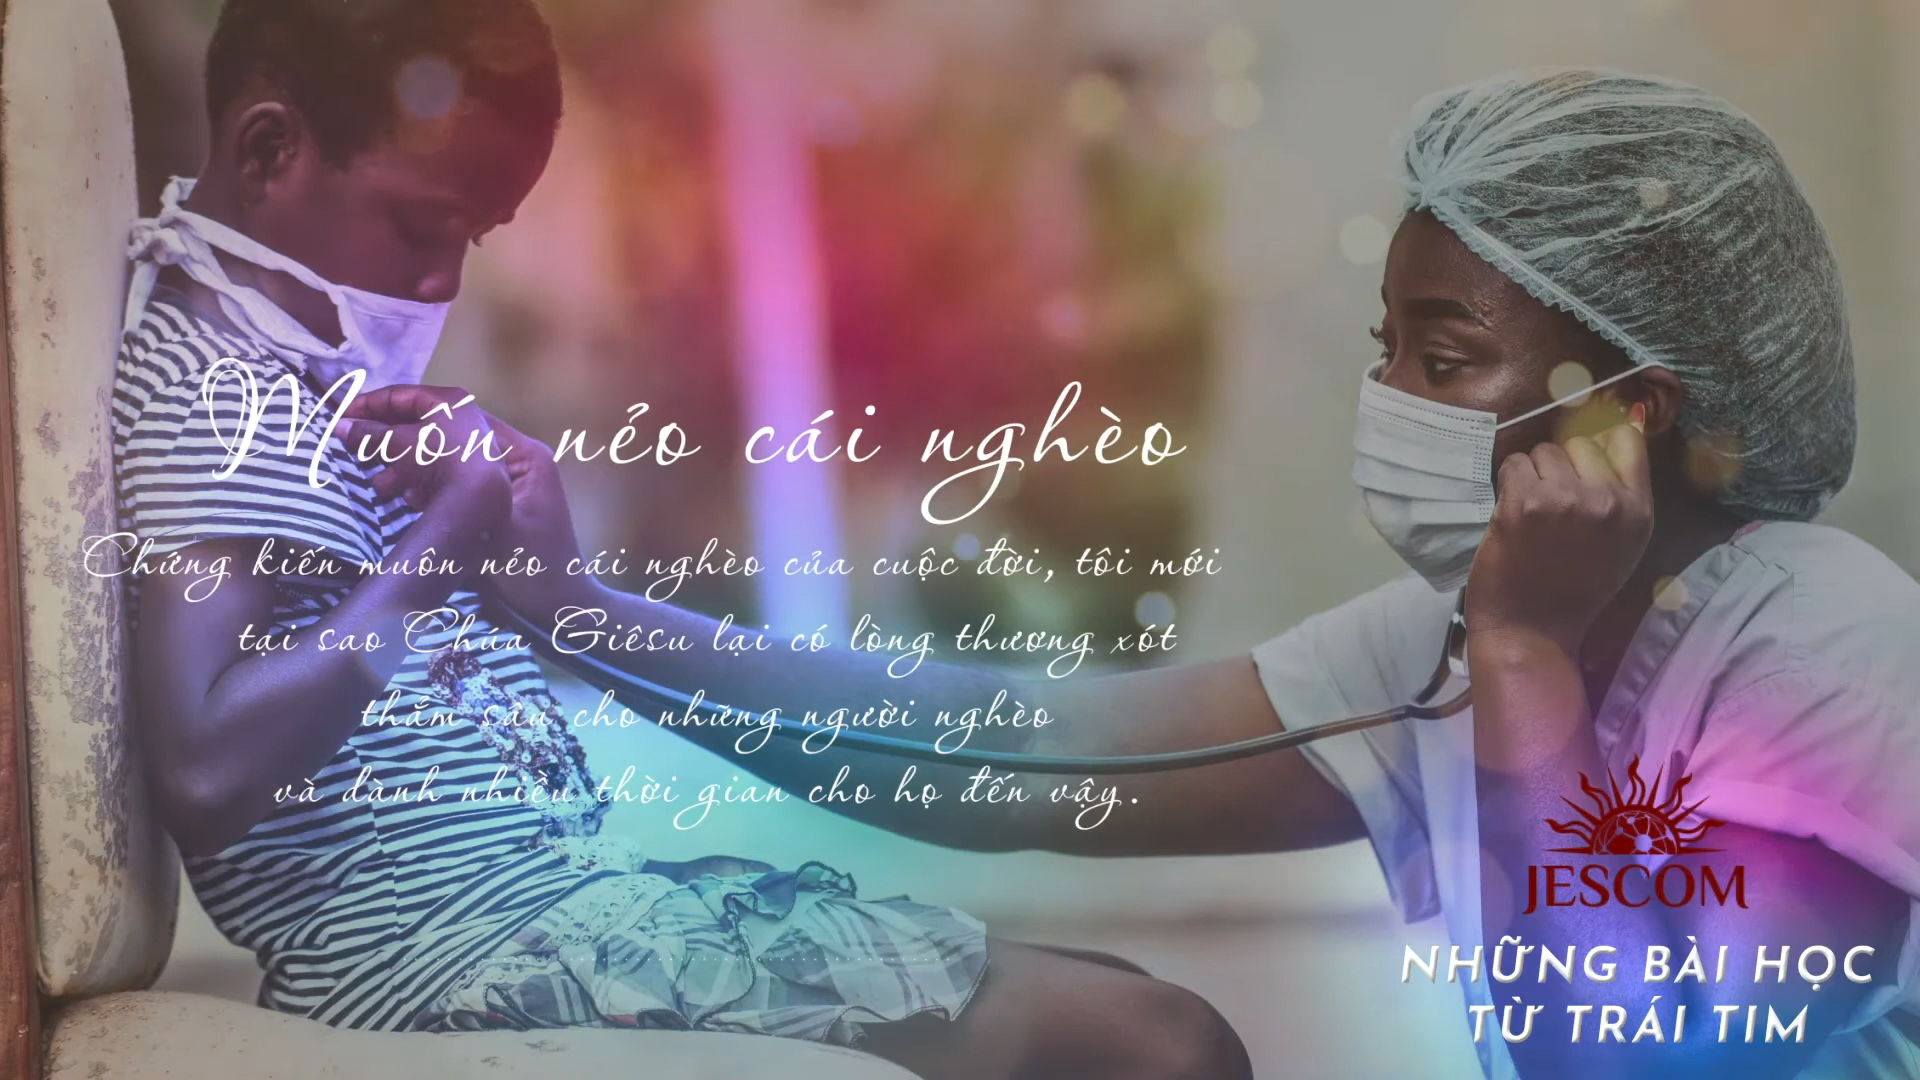 Muốn nẻo cái nghèo
Chứng kiến muôn nẻo cái nghèo của cuộc đời, tôi mới
tại sao Chúa Giêsu lại có lòng thương xót
thẳm sâu cho những người nghèo
và dành nhiều thời gian cho họ đến vậy.
JESCOM
NHỮNG BÀI HỌC
TỪ TRÁI TIM